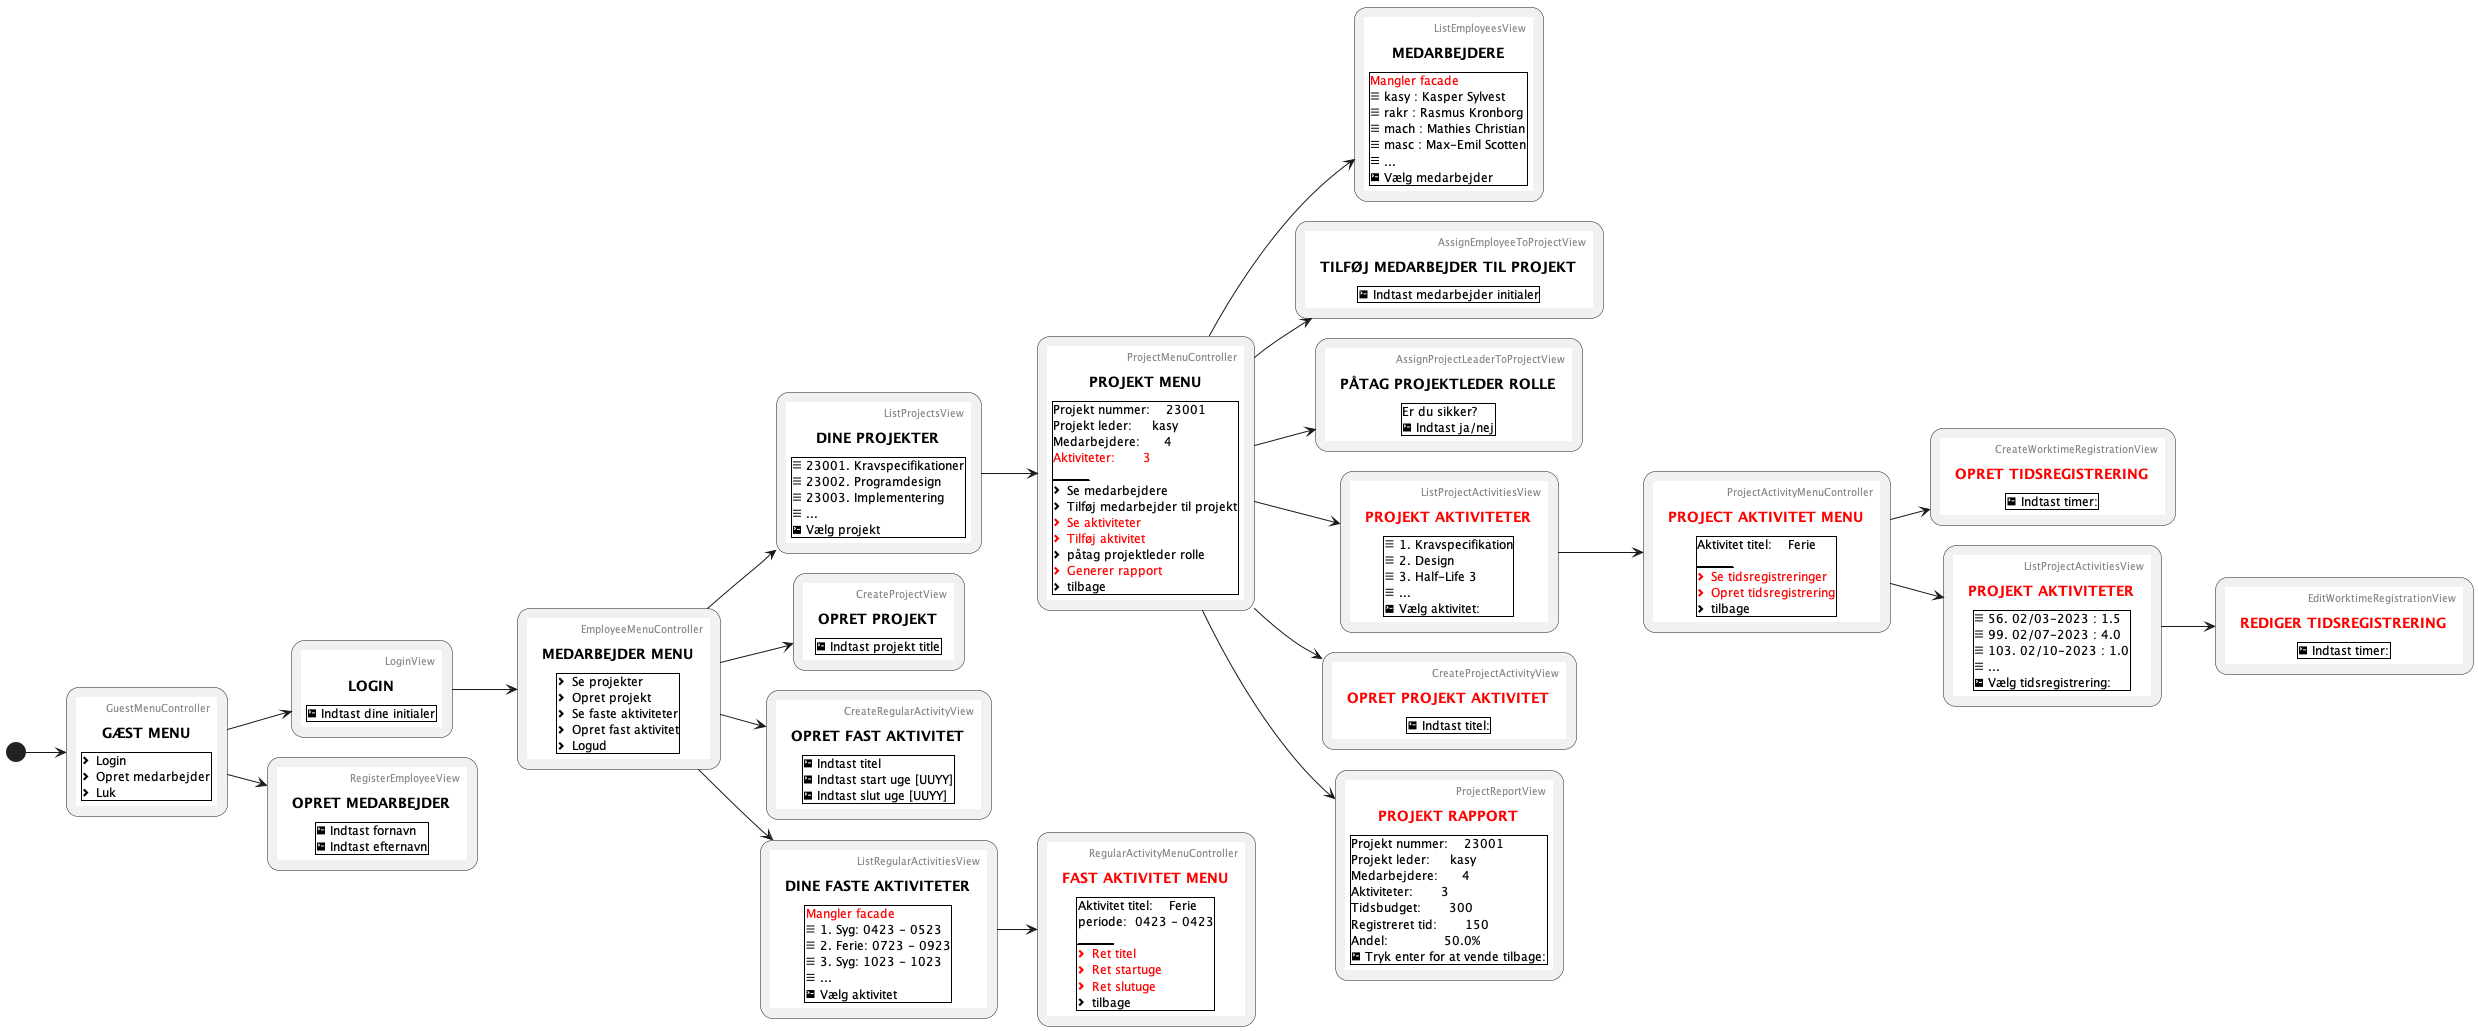 GuestMenuController
GÆST MENU
Login
Opret medarbejder
Luk
LoginView
LOGIN
Indtast dine initialer
RegisterEmployeeView
OPRET MEDARBEJDER
Indtast fornavn
Indtast efternavn
EmployeeMenuController
MEDARBEJDER MENU
Se projekter
Opret projekt
Se faste aktiviteter
Opret fast aktivitet
Logud
ListProjectsView
DINE PROJEKTER
23001. Kravspecifikationer
23002. Programdesign
23003. Implementering
...
Vælg projekt
CreateProjectView
OPRET PROJEKT
Indtast projekt title
CreateRegularActivityView
OPRET FAST AKTIVITET
Indtast titel
Indtast start uge [UUYY]
Indtast slut uge [UUYY]
ListRegularActivitiesView
DINE FASTE AKTIVITETER
Mangler facade
1. Syg: 0423 - 0523
2. Ferie: 0723 - 0923
3. Syg: 1023 - 1023
...
Vælg aktivitet
ProjectMenuController
PROJEKT MENU
Projekt nummer: 23001
Projekt leder: kasy
Medarbejdere: 4
Aktiviteter: 3
Se medarbejdere
Tilføj medarbejder til projekt
Se aktiviteter
Tilføj aktivitet
påtag projektleder rolle
Generer rapport
tilbage
RegularActivityMenuController
FAST AKTIVITET MENU
Aktivitet titel: Ferie
periode: 0423 - 0423
Ret titel
Ret startuge
Ret slutuge
tilbage
ListEmployeesView
MEDARBEJDERE
Mangler facade
kasy : Kasper Sylvest
rakr : Rasmus Kronborg
mach : Mathies Christian
masc : Max-Emil Scotten
...
Vælg medarbejder
AssignEmployeeToProjectView
TILFØJ MEDARBEJDER TIL PROJEKT
Indtast medarbejder initialer
AssignProjectLeaderToProjectView
PÅTAG PROJEKTLEDER ROLLE
Er du sikker?
Indtast ja/nej
ListProjectActivitiesView
PROJEKT AKTIVITETER
1. Kravspecifikation
2. Design
3. Half-Life 3
...
Vælg aktivitet:
CreateProjectActivityView
OPRET PROJEKT AKTIVITET
Indtast titel:
ProjectReportView
PROJEKT RAPPORT
Projekt nummer: 23001
Projekt leder: kasy
Medarbejdere: 4
Aktiviteter: 3
Tidsbudget: 300
Registreret tid: 150
Andel: 50.0%
Tryk enter for at vende tilbage:
ProjectActivityMenuController
PROJECT AKTIVITET MENU
Aktivitet titel: Ferie
Se tidsregistreringer
Opret tidsregistrering
tilbage
CreateWorktimeRegistrationView
OPRET TIDSREGISTRERING
Indtast timer:
ListProjectActivitiesView
PROJEKT AKTIVITETER
56. 02/03-2023 : 1.5
99. 02/07-2023 : 4.0
103. 02/10-2023 : 1.0
...
Vælg tidsregistrering:
EditWorktimeRegistrationView
REDIGER TIDSREGISTRERING
Indtast timer: